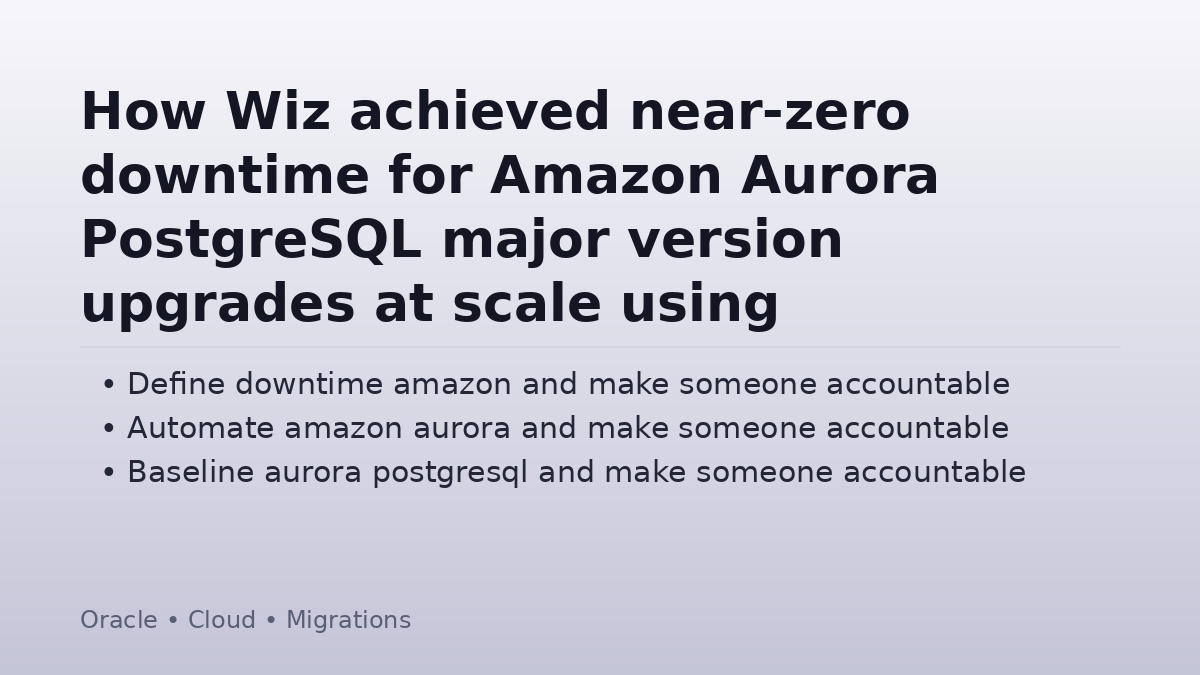 How Wiz achieved near-zero
downtime for Amazon Aurora
PostgreSQL major version
upgrades at scale using
• Define downtime amazon and make someone accountable
• Automate amazon aurora and make someone accountable
• Baseline aurora postgresql and make someone accountable
Oracle • Cloud • Migrations